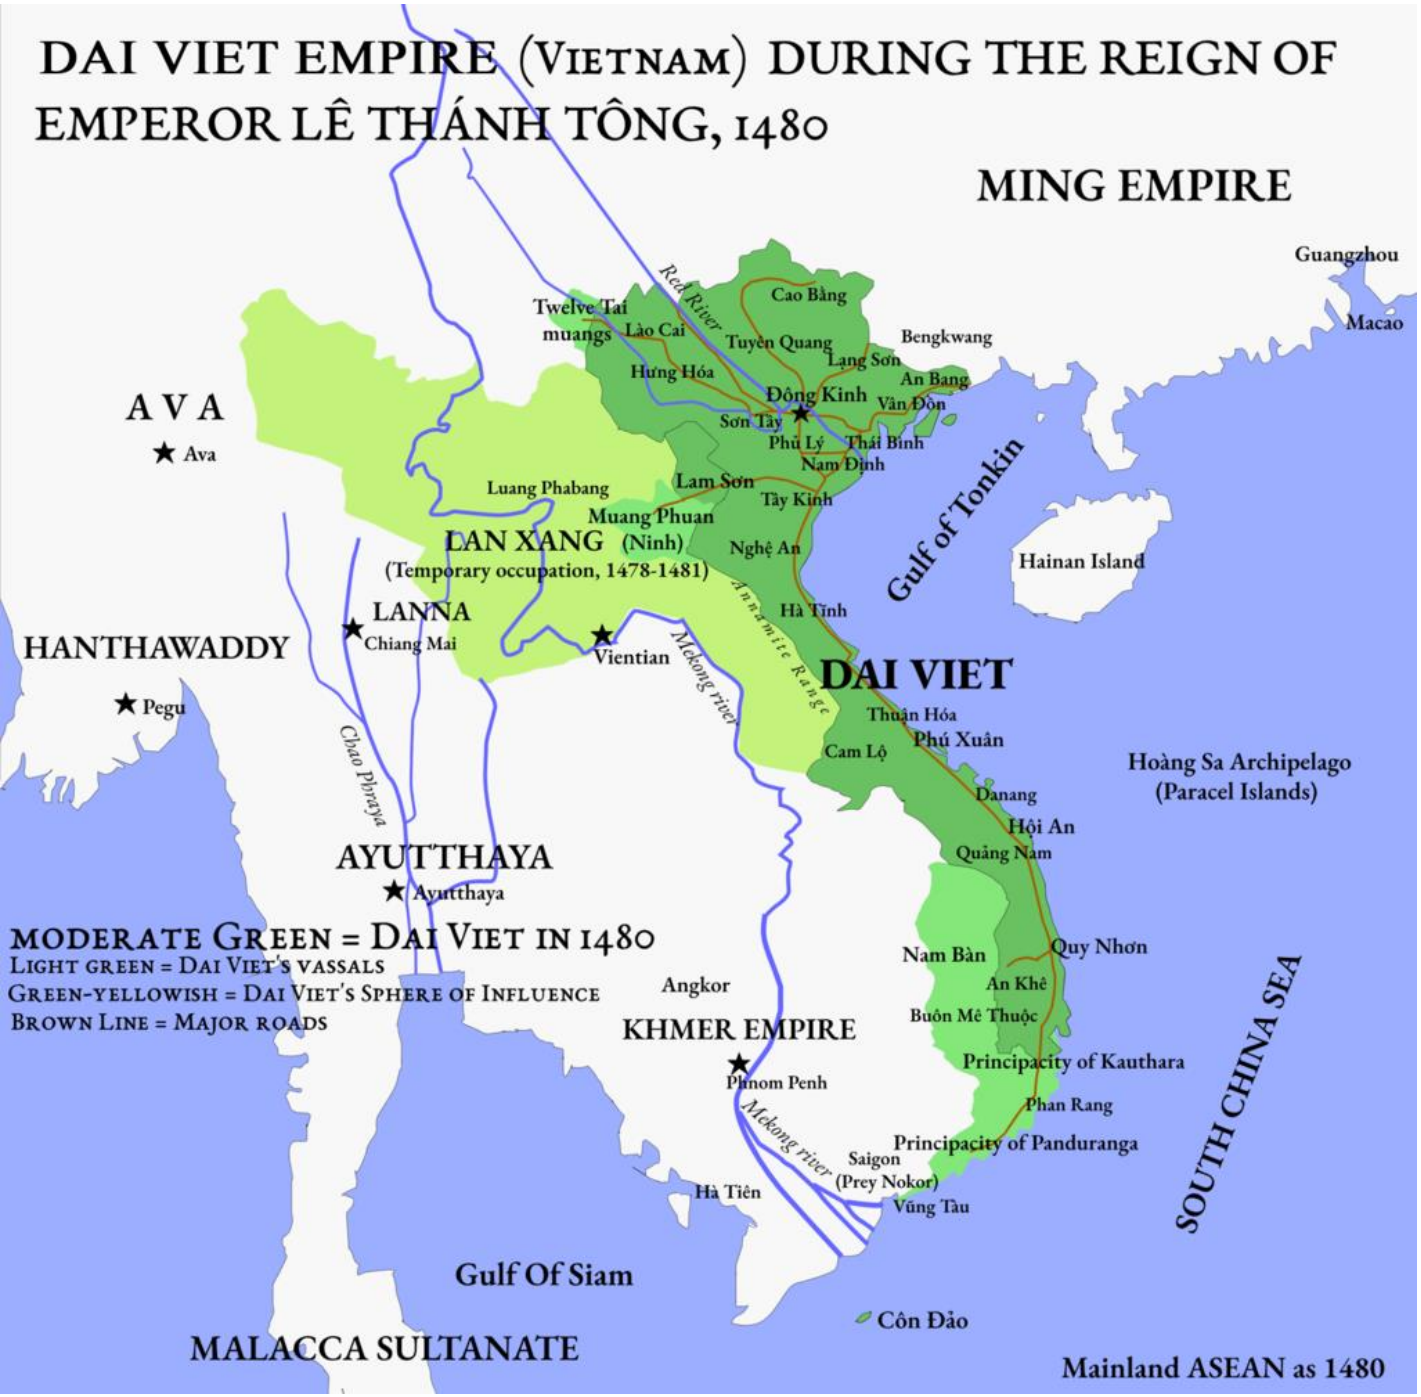 DAI VIET EMPIRE (VIETNAM) DURING THE REIGN OF
EMPEROR LÊ THÁNH TÔNG, 1480
MING EMPIRE
Guangzhou
Macao
Red River
Cao Bằng
Twelve Tai
muangs
Lào Cai
Tuyên Quang
Bengkwang
Lạng Sơn
Hưng Hóa
An Bang
Đông Kinh
Vân Đồn
AVA
Ava
Sơn Tây
Phủ Lý
Thái Bình
Nam Định
Gulf of Tonkin
Luang Phabang
Lam Sơn
Tây Kinh
Muang Phuan
(Ninh)
LAN XANG
(Temporary occupation, 1478-1481)
Nghệ An
Hainan Island
Annamite Range
Hà Tĩnh
LANNA
Chiang Mai
HANTHAWADDY
Pegu
Vientian
Mekong river
DAI VIET
Thuận Hóa
Phú Xuân
Cam Lộ
Chao Phraya
Hoàng Sa Archipelago
(Paracel Islands)
Danang
Hội An
Quảng Nam
AYUTTHAYA
Ayutthaya
MODERATE GREEN = DAI VIET IN 1480
LIGHT GREEN = DAI VIET'S VASSALS
GREEN-YELLOWISH = DAI VIET'S SPHERE OF INFLUENCE
BROWN LINE = MAJOR ROADS
Nam Bàn
Quy Nhơn
An Khê
Buôn Mê Thuộc
Angkor
KHMER EMPIRE
Phnom Penh
Principacity of Kauthara
Phan Rang
Mekong river
Principacity of Panduranga
Saigon
(Prey Nokor)
Hà Tiên
Vũng Tàu
SOUTH CHINA SEA
Gulf Of Siam
Côn Đảo
MALACCA SULTANATE
Mainland ASEAN as 1480